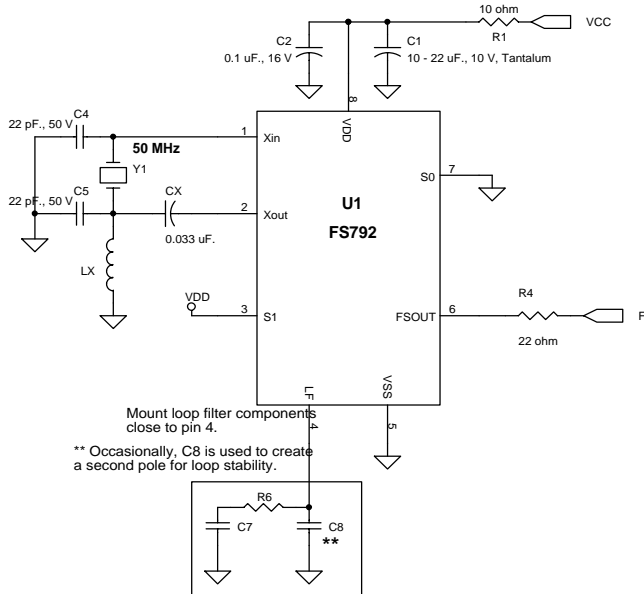 10 ohm
R1
VCC
C2
0.1 uF., 16 V
C1
10 - 22 uF., 10 V, Tantalum
8
VDD
C4
22 pF., 50 V
1
Xin
50 MHz
Y1
7
S0
C5
22 pF., 50 V
CX
2
Xout
0.033 uF.
U1
FS792
LX
VDD
3
S1
FSOUT
6
R4
22 ohm
F
LF
VSS
4
5
Mount loop filter components
close to pin 4.
** Occasionally, C8 is used to create
a second pole for loop stability.
R6
C7
C8
**